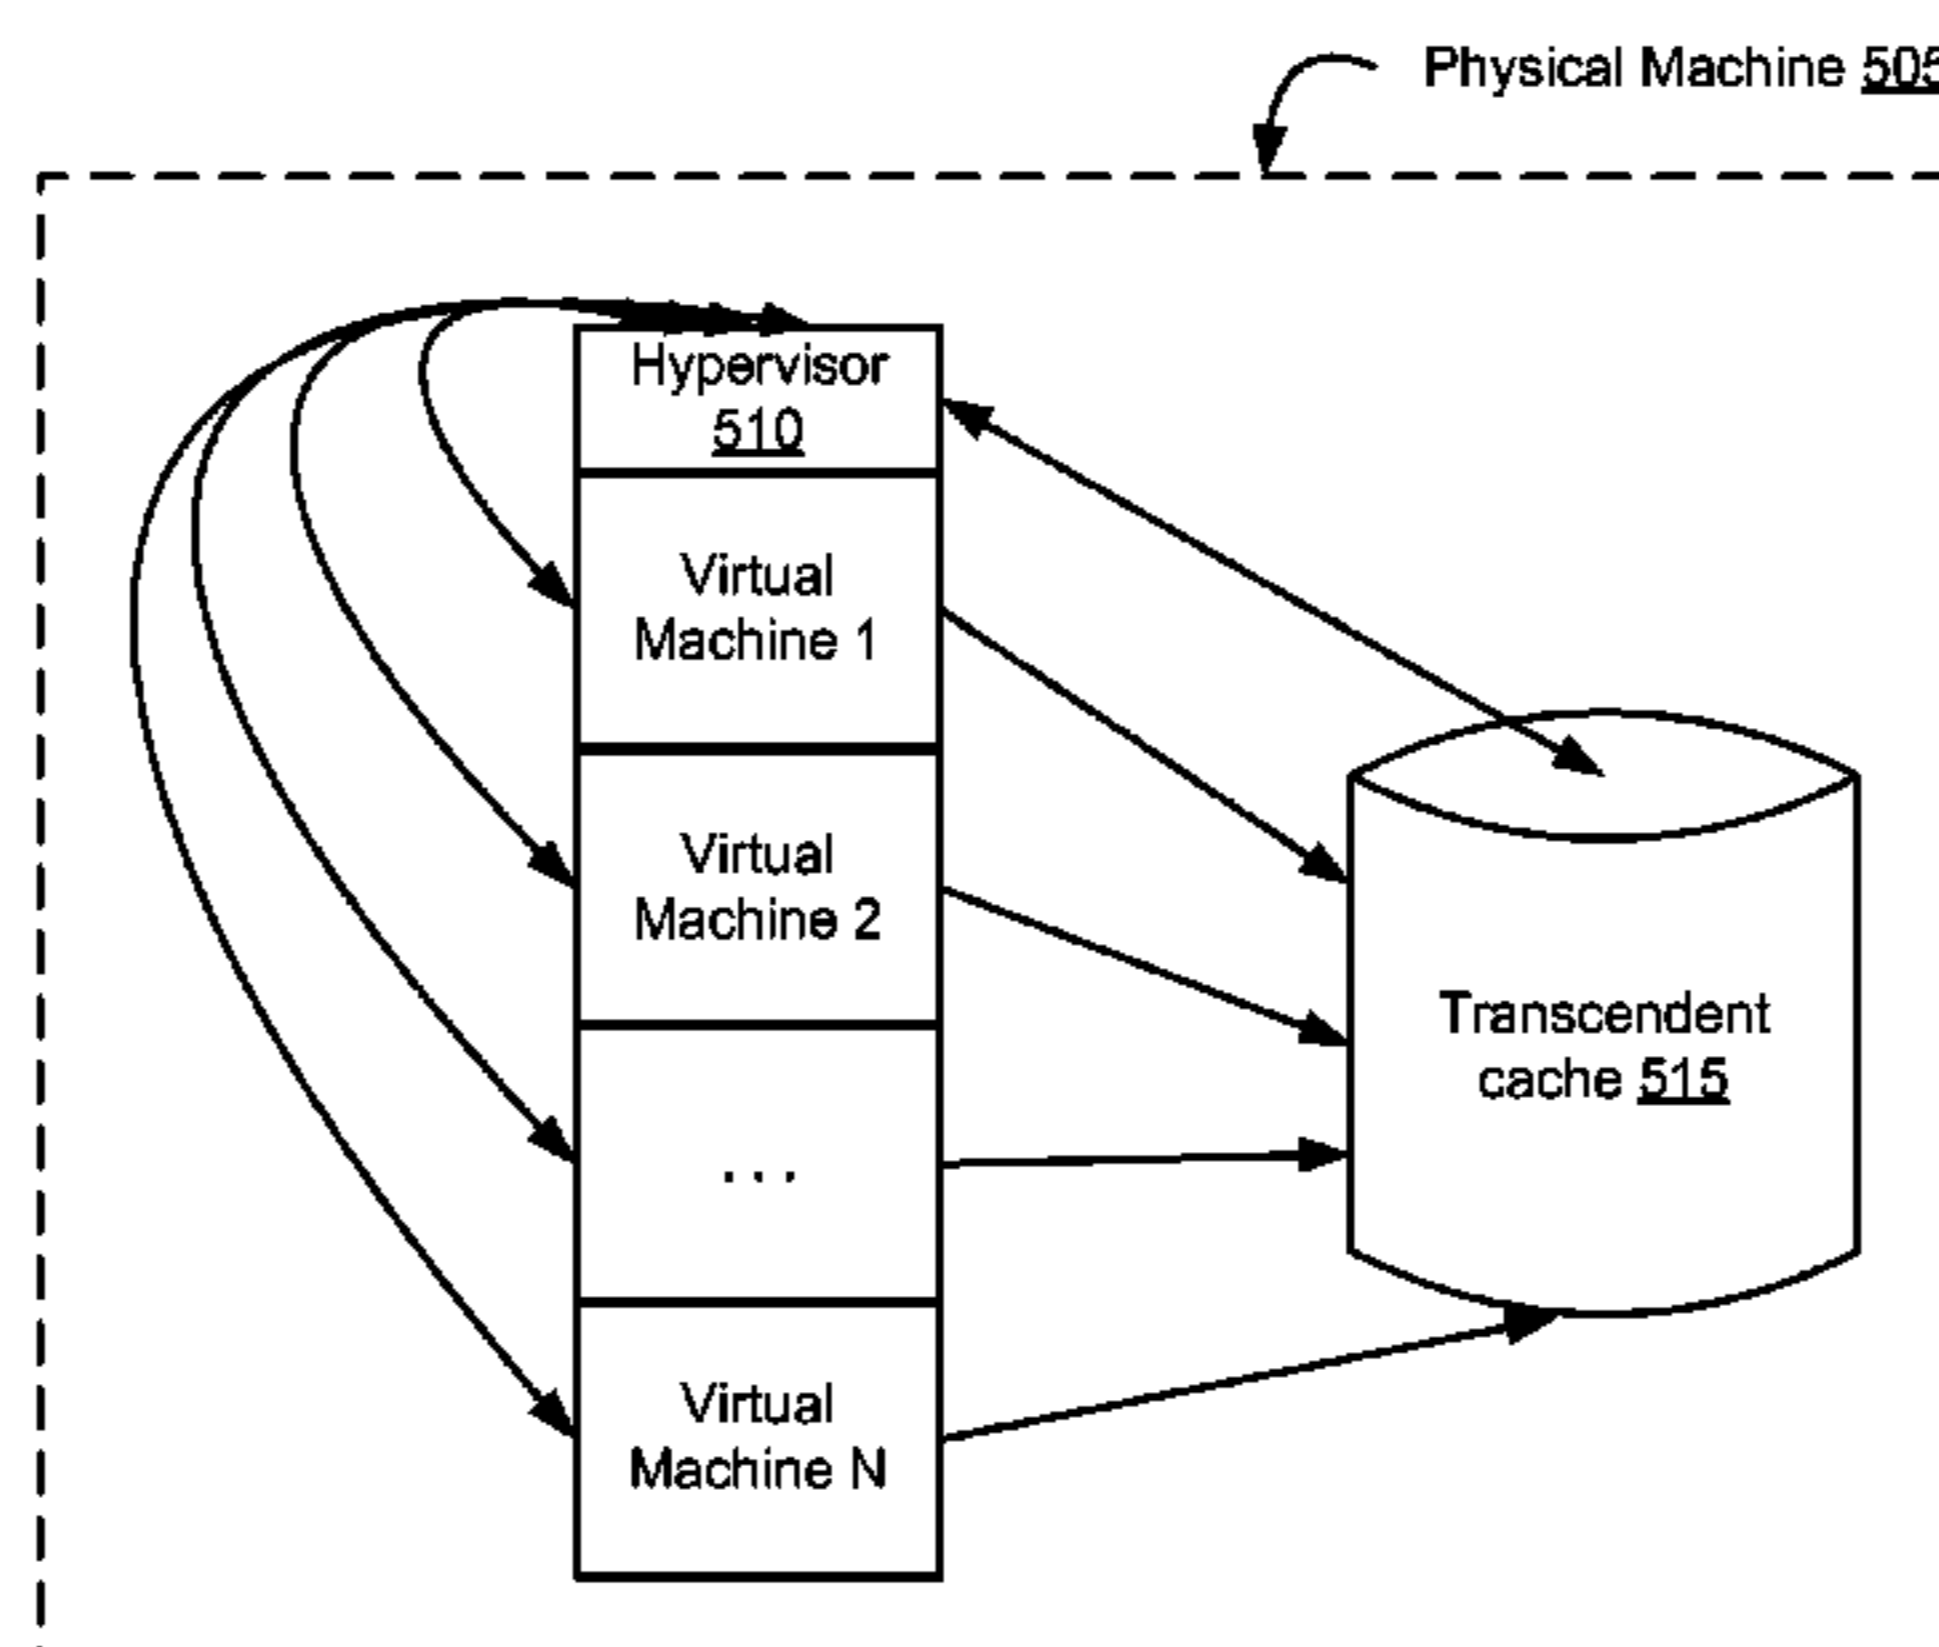 Physical Machine 505
Hypervisor
510
Virtual
Machine 1
Virtual
Machine 2
Transcendent
cache 515
...
Virtual
Machine N